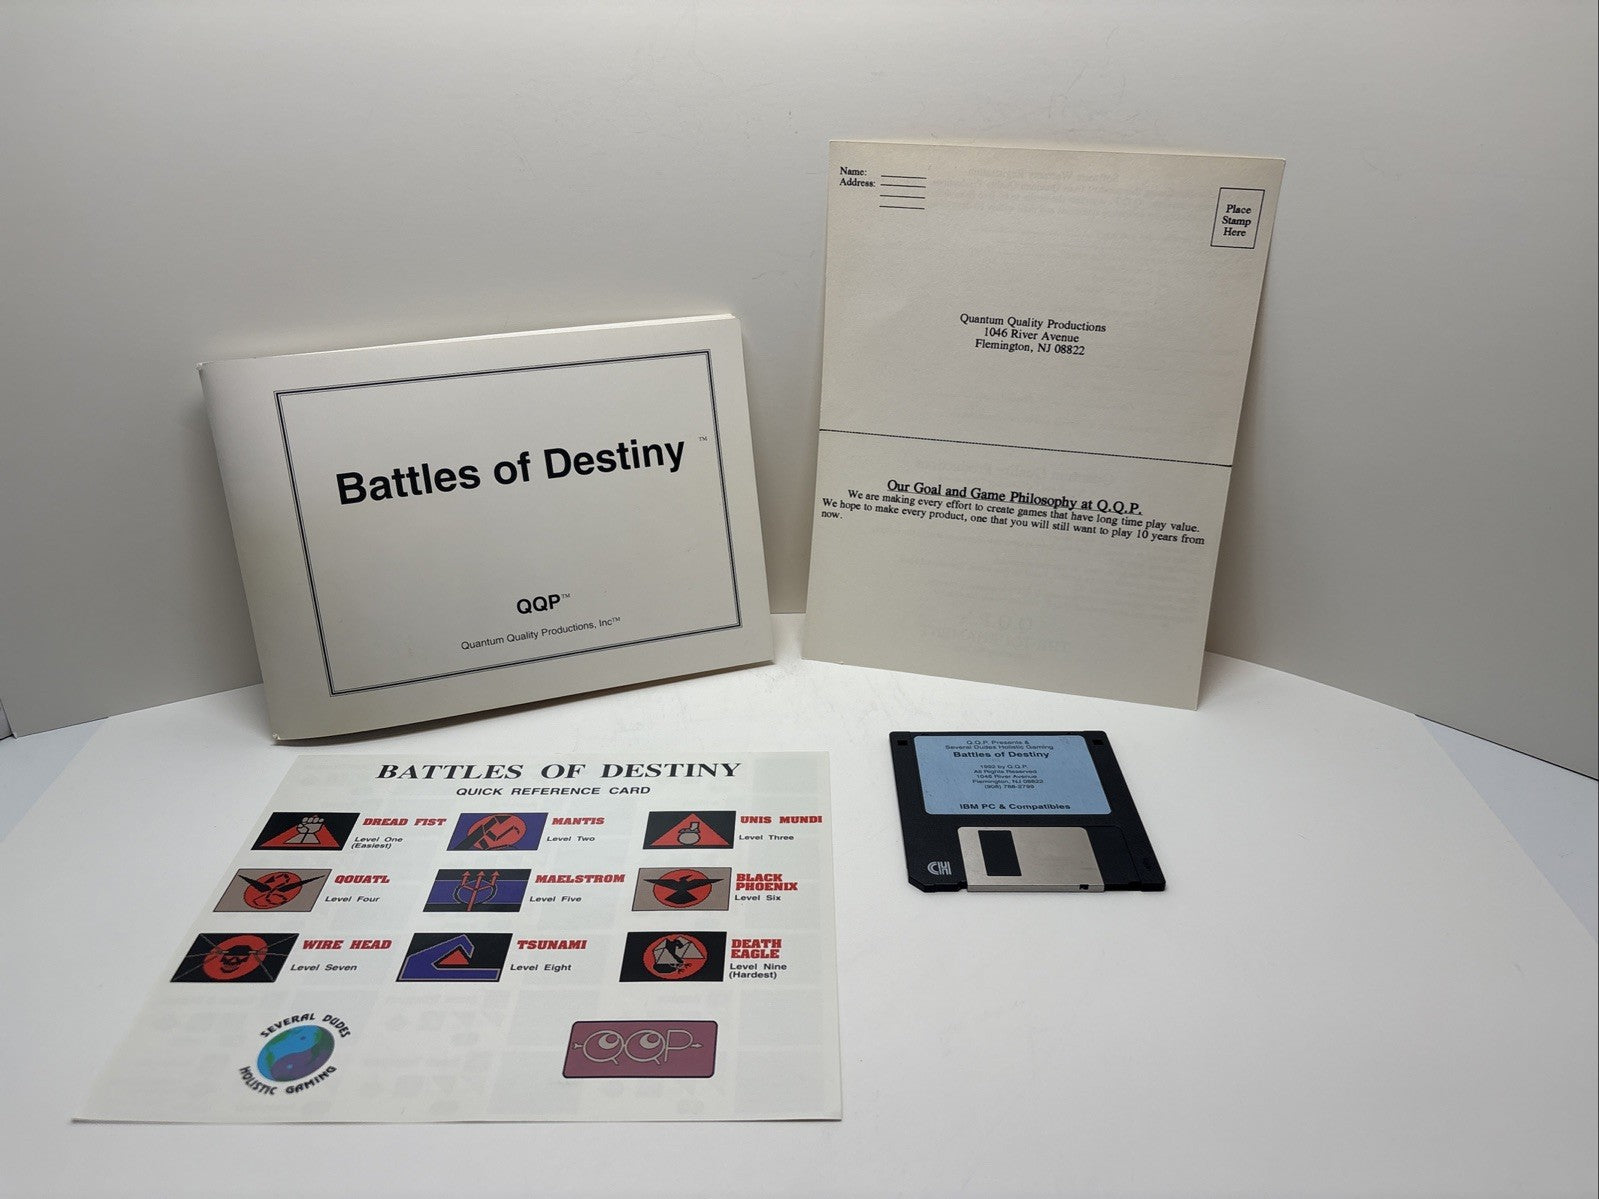 Battles of Destiny ™
QQP™
Quantum Quality Productions, Inc™
Name:
Address:
Place
Stamp
Here
Quantum Quality Productions
1046 River Avenue
Flemington, NJ 08822
Our Goal and Game Philosophy at Q.Q.P.
We are making every effort to create games that have long time play value.
We hope to make every product, one that you will still want to play 10 years from
now.
BATTLES OF DESTINY
QUICK REFERENCE CARD
DREAD FIST
Level One
(Easiest)
MANTIS
Level Two
UNIS MUNDI
Level Three
QOUATL
Level Four
MAELSTROM
Level Five
BLACK
PHOENIX
Level Six
WIRE HEAD
Level Seven
TSUNAMI
Level Eight
DEATH
EAGLE
Level Nine
(Hardest)
SEVERAL DUDES
HOLISTIC GAMING
QQP
Q.Q.P. Presents &
Several Dudes Holistic Gaming
Battles of Destiny
1992 by Q.Q.P.
All Rights Reserved
1046 River Avenue
Flemington, NJ 08822
(908) 788-2799
IBM PC & Compatibles